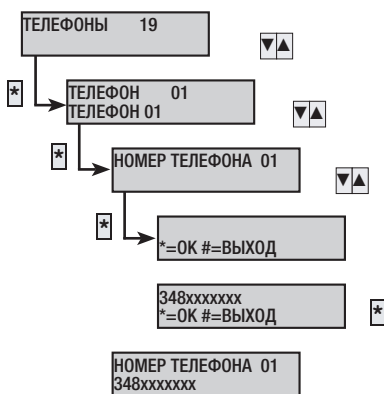 ТЕЛЕФОНЫ 19
▼▲
*
ТЕЛЕФОН 01
ТЕЛЕФОН 01
▼▲
*
НОМЕР ТЕЛЕФОНА 01
▼▲
*
*=ОК #=ВЫХОД
348xxxxxxx
*=ОК #=ВЫХОД
*
НОМЕР ТЕЛЕФОНА 01
348xxxxxxx